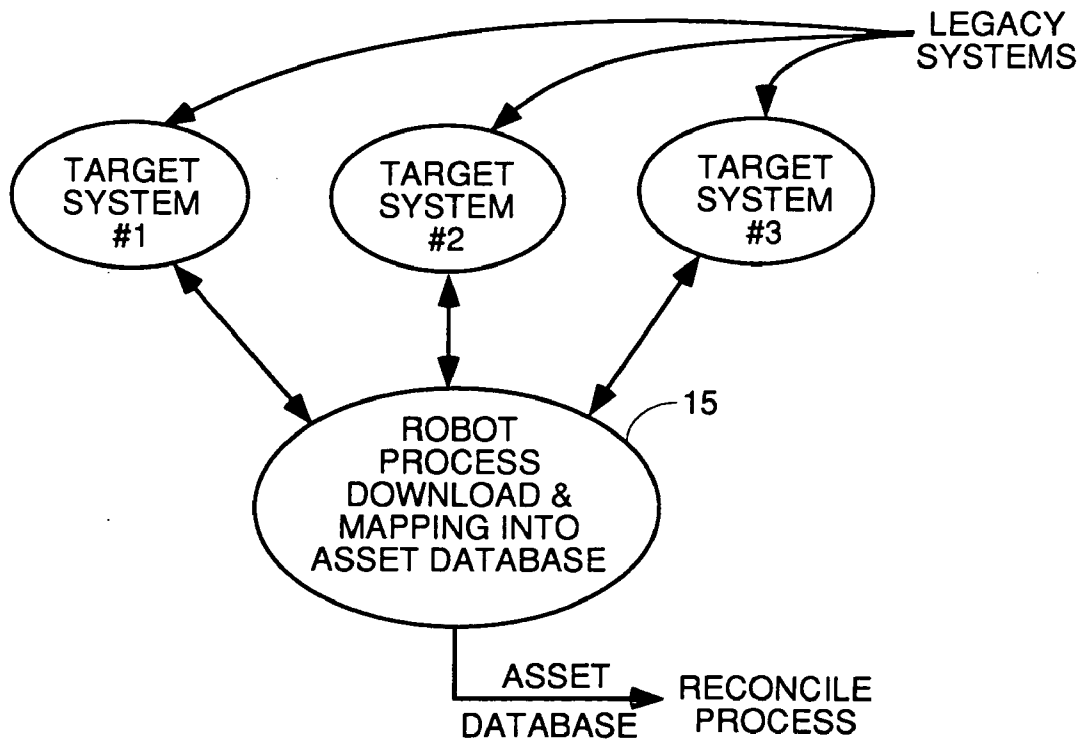 LEGACY
SYSTEMS
TARGET
SYSTEM
#1
TARGET
SYSTEM
#2
TARGET
SYSTEM
#3
15
ROBOT
PROCESS
DOWNLOAD &
MAPPING INTO
ASSET DATABASE
ASSET
DATABASE
RECONCILE
PROCESS